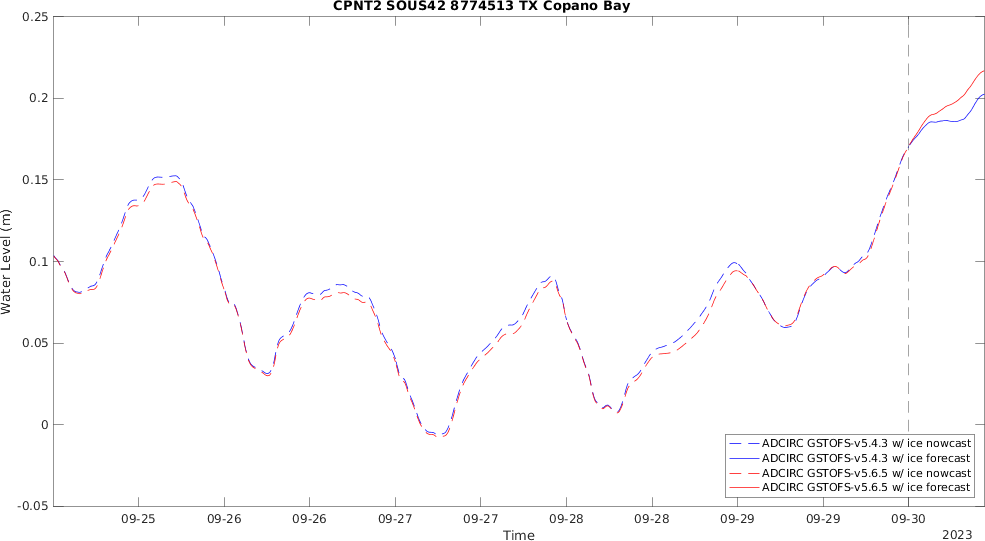 CPNT2 SOUS42 8774513 TX Copano Bay
0.25
0.2
0.15
0.1
0.05
0
-0.05
Water Level (m)
ADCIRC GSTOFS-v5.4.3 w/ ice nowcast
ADCIRC GSTOFS-v5.4.3 w/ ice forecast
ADCIRC GSTOFS-v5.6.5 w/ ice nowcast
ADCIRC GSTOFS-v5.6.5 w/ ice forecast
09-25 09-26 09-26 09-27 09-27 09-28 09-28 09-29 09-29 09-30
Time
2023